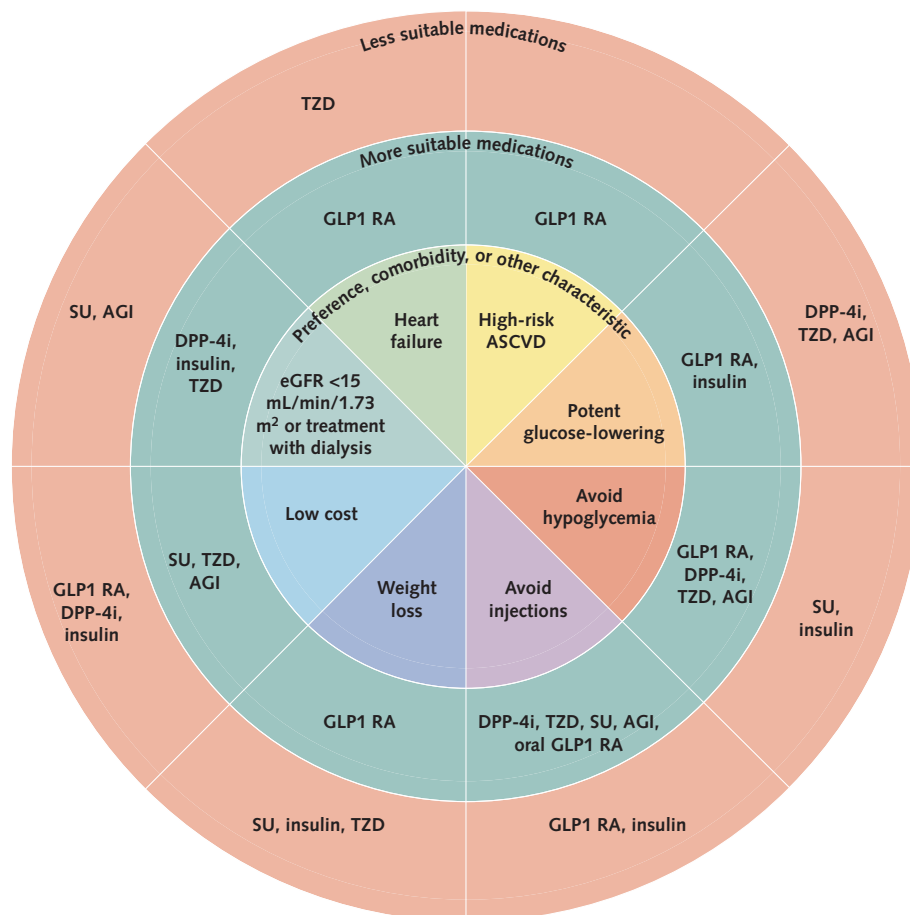 Less suitable medications
TZD
More suitable medications
GLP1 RA
GLP1 RA
Preference, comorbidity, or other characteristic
SU, AGI
DPP-4i,
insulin,
TZD
Heart
failure
High-risk
ASCVD
DPP-4i,
TZD, AGI
GLP1 RA,
insulin
eGFR <15
mL/min/1.73
m² or treatment
with dialysis
Potent
glucose-lowering
Low cost
Avoid
hypoglycemia
SU, TZD,
AGI
GLP1 RA,
DPP-4i,
TZD, AGI
GLP1 RA,
DPP-4i,
insulin
Weight
loss
Avoid
injections
SU,
insulin
GLP1 RA
DPP-4i, TZD, SU, AGI,
oral GLP1 RA
SU, insulin, TZD
GLP1 RA, insulin